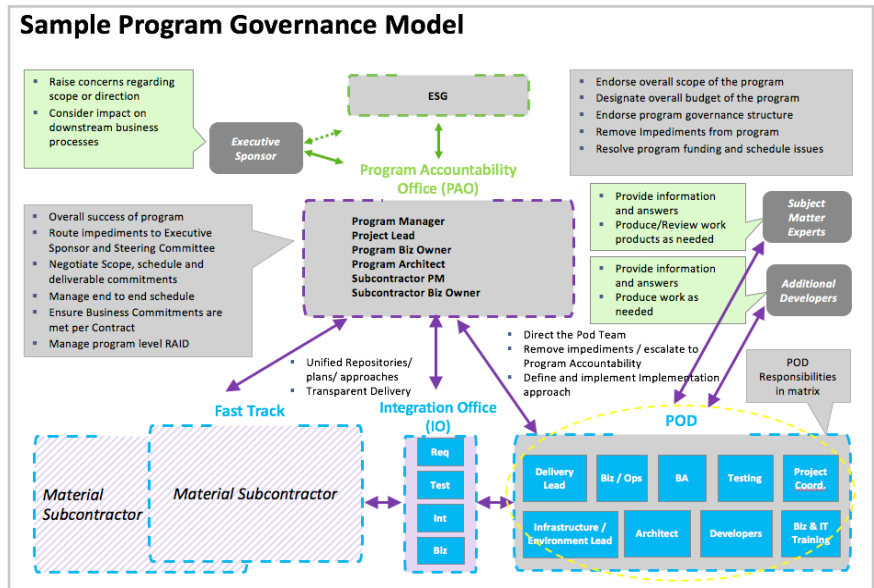 Sample Program Governance Model
Raise concerns regarding
scope or direction
Consider impact on
downstream business
processes
Executive
Sponsor
ESG
Endorse overall scope of the program
Designate overall budget of the program
Endorse program governance structure
Remove Impediments from program
Resolve program funding and schedule issues
Program Accountability
Office (PAO)
Overall success of program
Route impediments to Executive
Sponsor and Steering Committee
Negotiate Scope, schedule and
deliverable commitments
Manage end to end schedule
Ensure Business Commitments are
met per Contract
Manage program level RAID
Program Manager
Project Lead
Program Biz Owner
Program Architect
Subcontractor PM
Subcontractor Biz Owner
Provide information
and answers
Produce/Review work
products as needed
Subject
Matter
Experts
Provide information
and answers
Produce work as
needed
Additional
Developers
Unified Repositories/
plans/ approaches
Transparent Delivery
Direct the Pod Team
Remove impediments / escalate to
Program Accountability
Define and implement Implementation
approach
POD
Responsibilities
in matrix
Fast Track
Integration Office
(IO)
POD
Material
Subcontractor
Material Subcontractor
Req
Test
Int
Biz
Delivery
Lead
Biz / Ops
BA
Testing
Project
Coord.
Infrastructure /
Environment Lead
Architect
Developers
Biz & IT
Training